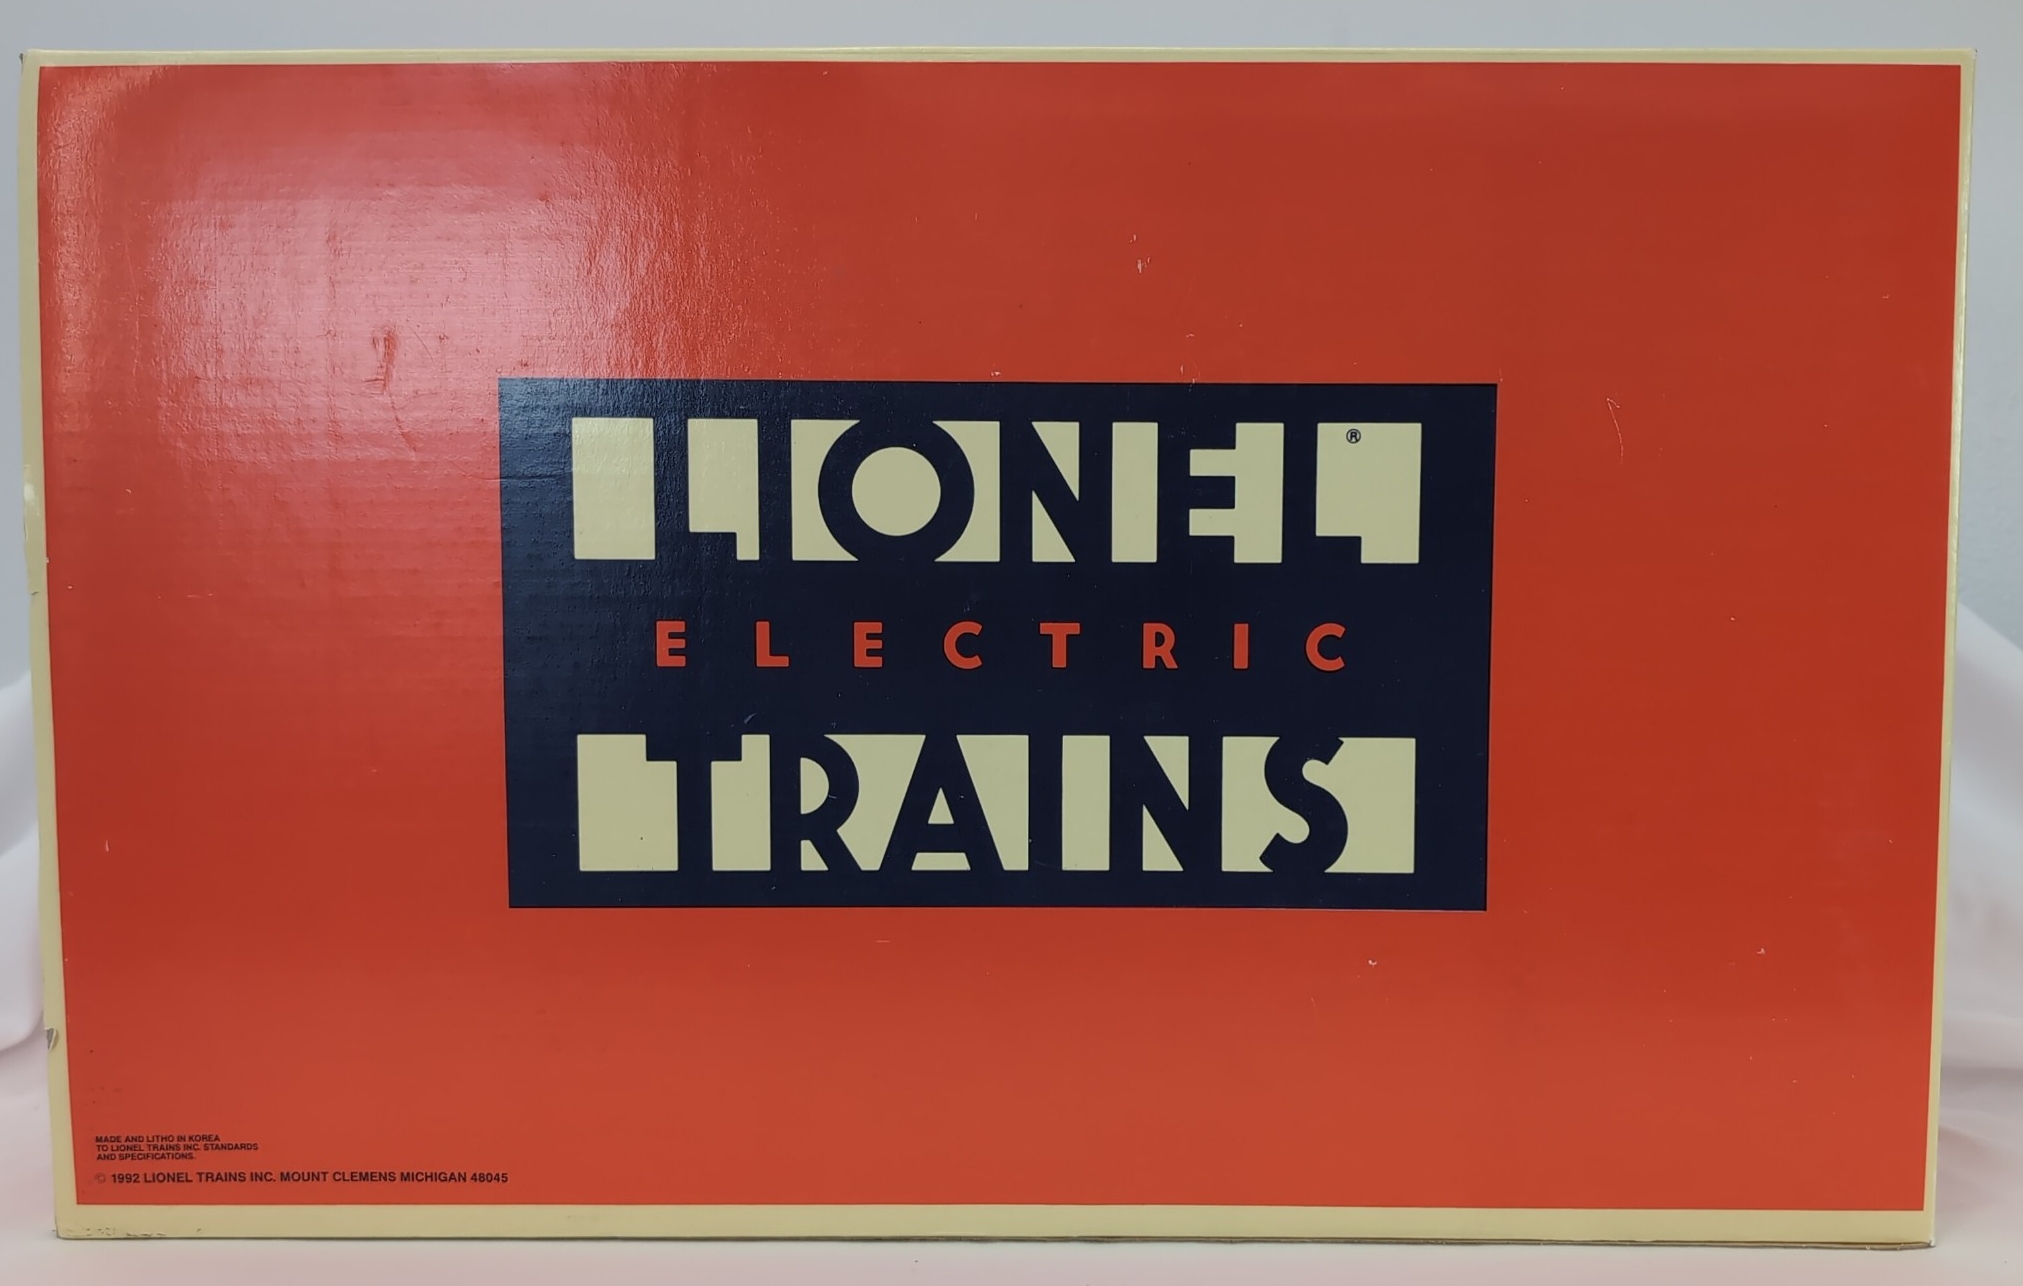 LIONEL®
ELECTRIC
TRAINS
MADE AND LITHO IN KOREA
TO LIONEL TRAINS INC. STANDARDS
AND SPECIFICATIONS.
© 1992 LIONEL TRAINS INC. MOUNT CLEMENS MICHIGAN 48045